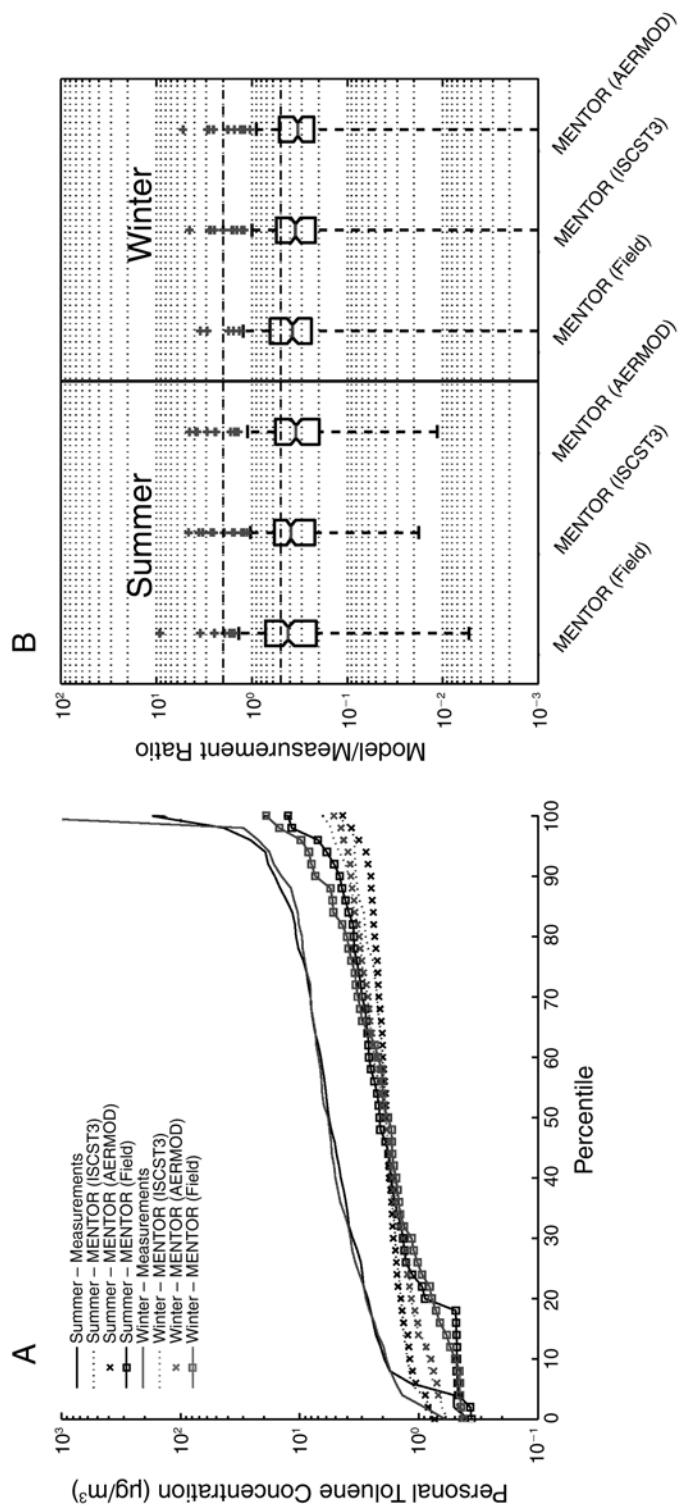 A
Personal Toluene Concentration (µg/m³)
10³
10²
10¹
10⁰
10⁻¹
Summer – Measurements
Summer – MENTOR (ISCST3)
Summer – MENTOR (AERMOD)
Summer – MENTOR (Field)
Winter – Measurements
Winter – MENTOR (ISCST3)
Winter – MENTOR (AERMOD)
Winter – MENTOR (Field)
0 10 20 30 40 50 60 70 80 90 100
Percentile
B
Model/Measurement Ratio
10²
10¹
10⁰
10⁻¹
10⁻²
10⁻³
Summer
Winter
MENTOR (Field)
MENTOR (ISCST3)
MENTOR (AERMOD)
MENTOR (Field)
MENTOR (ISCST3)
MENTOR (AERMOD)